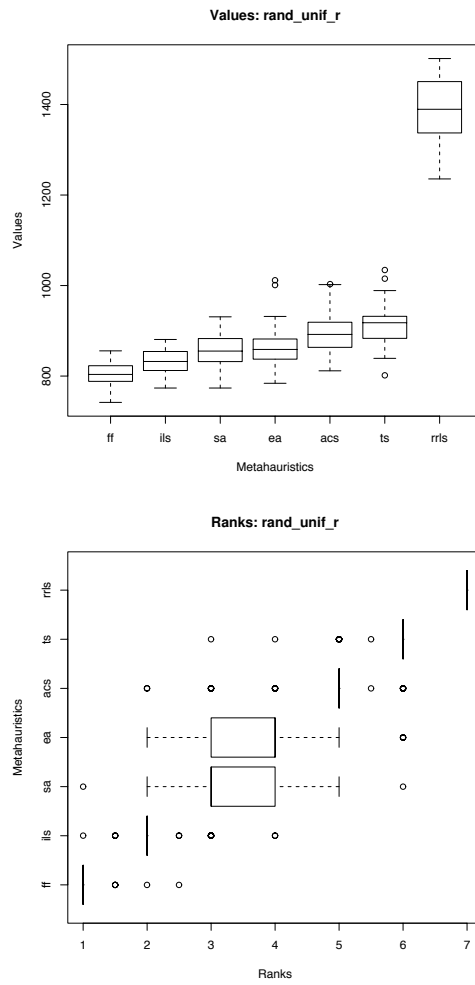 Values: rand_unif_r
Values
1400
1200
1000
800
ff ils sa ea acs ts rrls
Metahauristics
Ranks: rand_unif_r
Metahauristics
rrls
ts
acs
ea
sa
ils
ff
1 2 3 4 5 6 7
Ranks